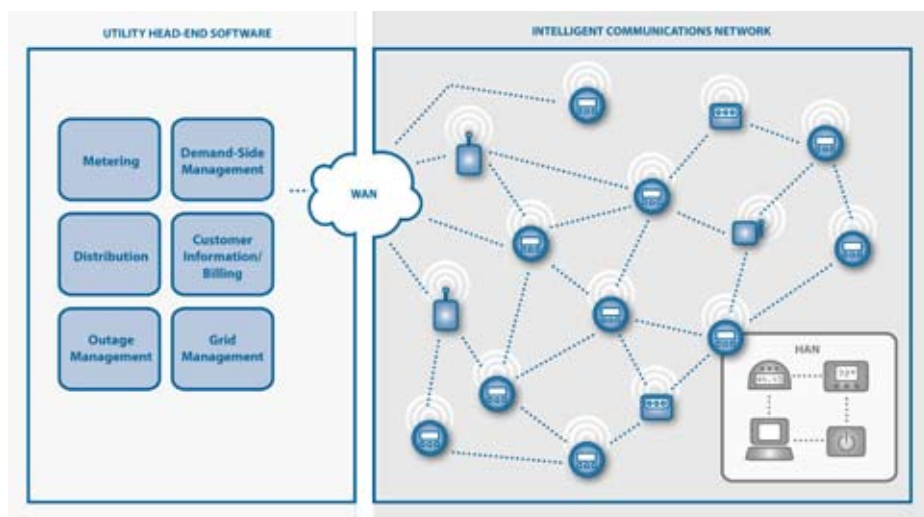 UTILITY HEAD-END SOFTWARE
INTELLIGENT COMMUNICATIONS NETWORK
Metering
Demand-Side
Management
WAN
Distribution
Customer
Information/
Billing
Outage
Management
Grid
Management
HAN